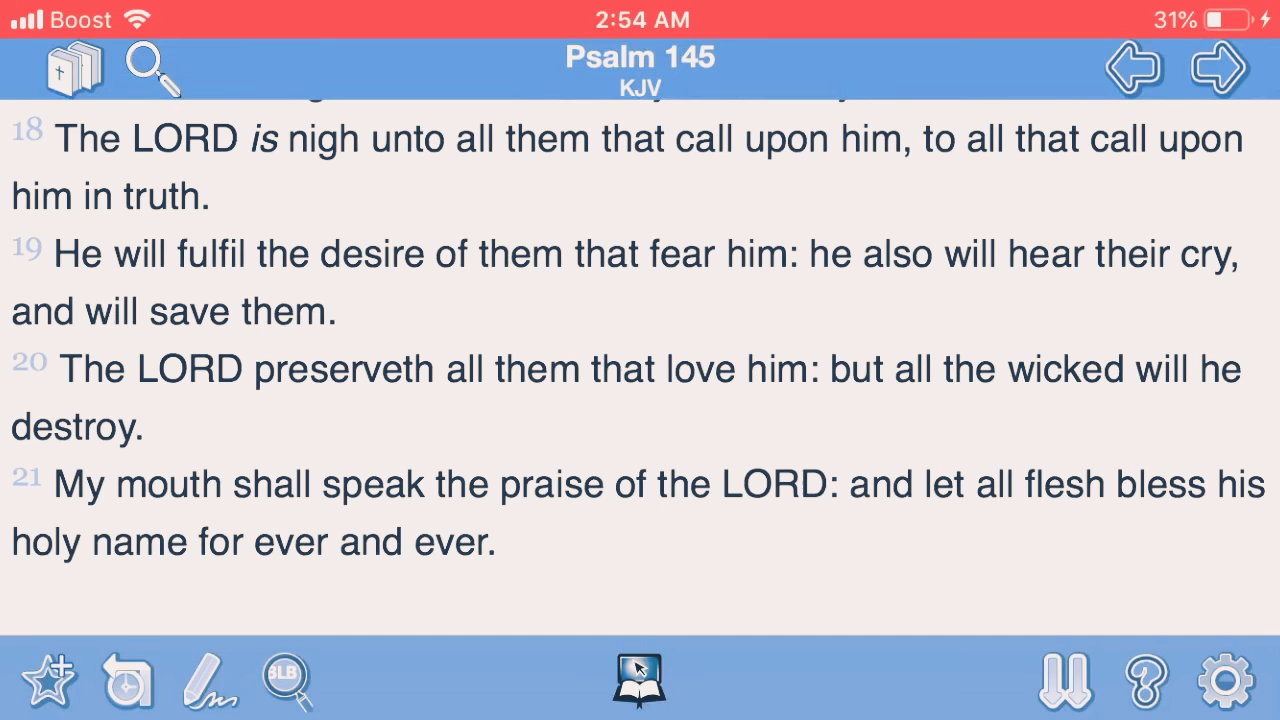 Boost 2:54 AM 31%
Psalm 145
KJV
18 The LORD is nigh unto all them that call upon him, to all that call upon
him in truth.
19 He will fulfil the desire of them that fear him: he also will hear their cry,
and will save them.
20 The LORD preserveth all them that love him: but all the wicked will he
destroy.
21 My mouth shall speak the praise of the LORD: and let all flesh bless his
holy name for ever and ever.
BLB